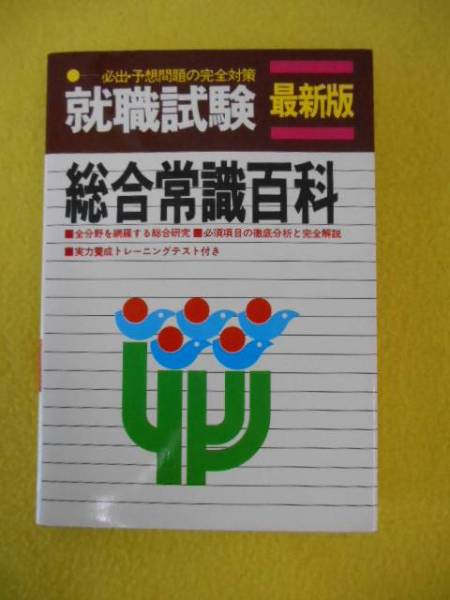 必出・予想問題の完全対策
就職試験 最新版
総合常識百科
■全分野を網羅する総合研究 ■必須項目の徹底分析と完全解説
■実力養成トレーニングテスト付き